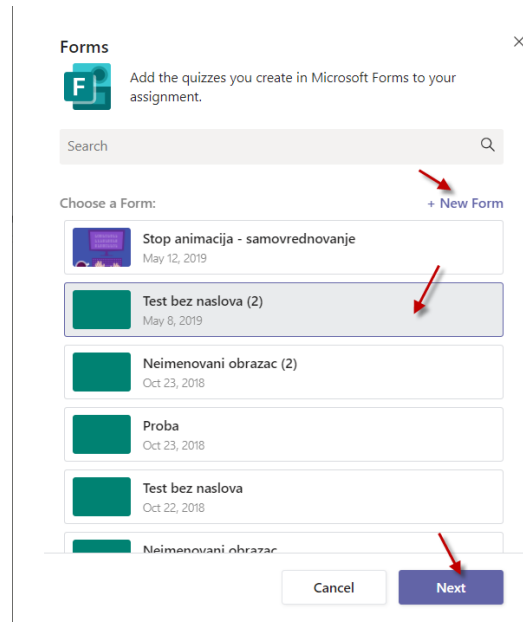 Forms
F
Add the quizzes you create in Microsoft Forms to your
assignment.
Search
Choose a Form:
+ New Form
Stop animacija - samovrednovanje
May 12, 2019
Test bez naslova (2)
May 8, 2019
Neimenovani obrazac (2)
Oct 23, 2018
Proba
Oct 23, 2018
Test bez naslova
Oct 22, 2018
Neimenovani obrazac
Cancel
Next